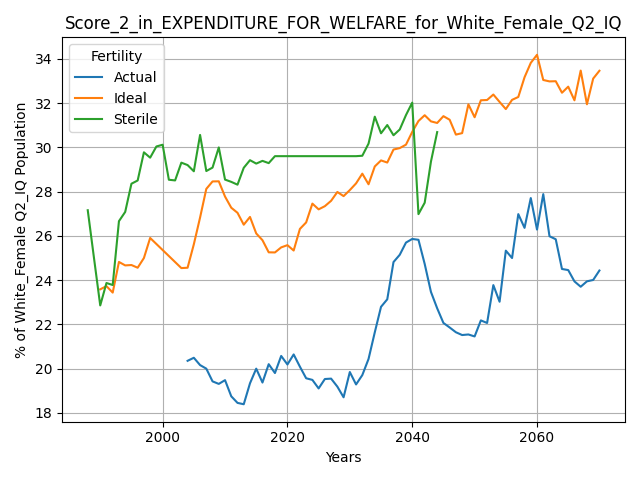 Score_2_in_EXPENDITURE_FOR_WELFARE_for_White_Female_Q2_IQ
Fertility
Actual
Ideal
Sterile
% of White_Female Q2_IQ Population
34
32
30
28
26
24
22
20
18
2000
2020
2040
2060
Years